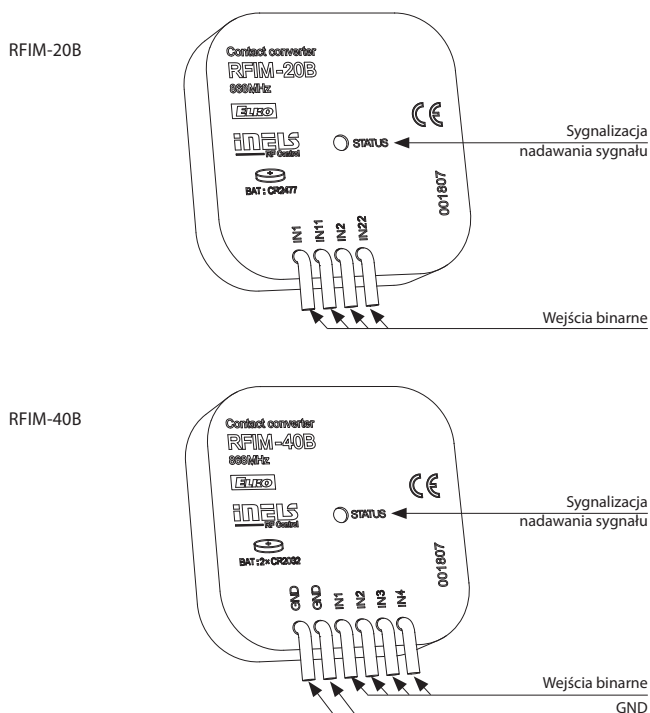 RFIM-20B
Contact converter
RFIM-20B
868MHz
ELKO
iNELS
RF Control
BAT : CR2477
STATUS
CE
001807
IN1
IN11
IN2
IN22
Sygnalizacja
nadawania sygnału
Wejścia binarne
RFIM-40B
Contact converter
RFIM-40B
868MHz
ELKO
iNELS
RF Control
BAT :2×CR2032
STATUS
CE
001807
GND
GND
IN1
IN2
IN3
IN4
Sygnalizacja
nadawania sygnału
Wejścia binarne
GND